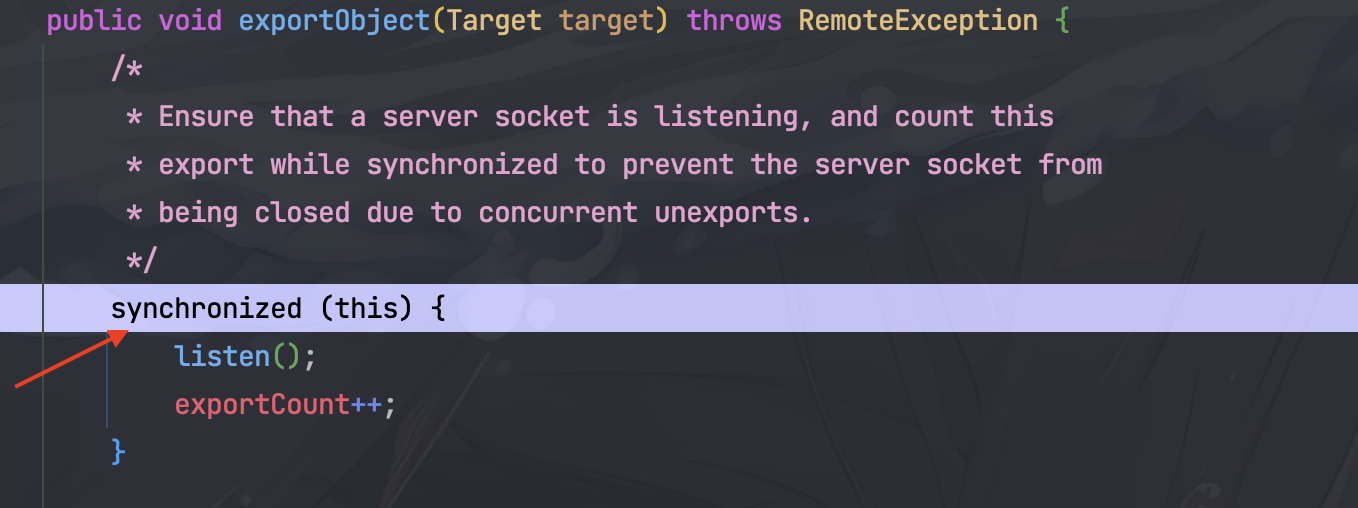 public void exportObject(Target target) throws RemoteException {
/*
* Ensure that a server socket is listening, and count this
* export while synchronized to prevent the server socket from
* being closed due to concurrent unexports.
*/
synchronized (this) {
listen();
exportCount++;
}